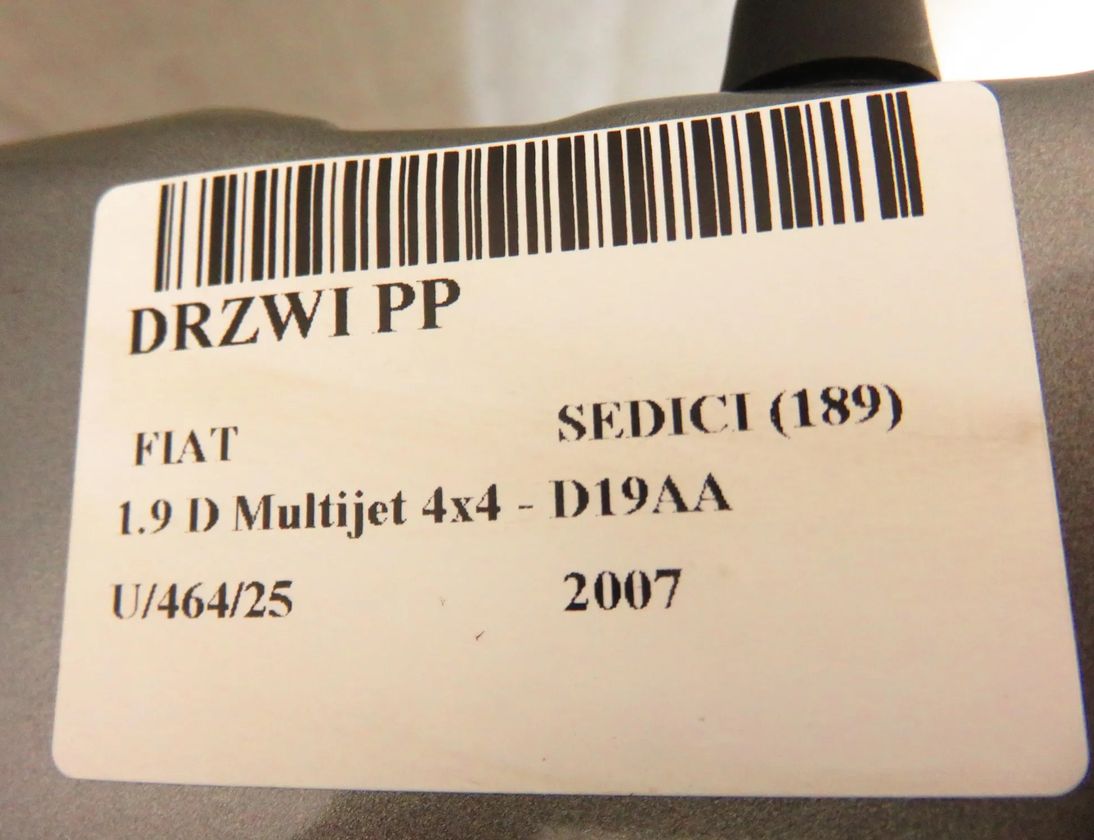 DRZWI PP
FIAT SEDICI (189)
1.9 D Multijet 4x4 - D19AA
U/464/25 2007